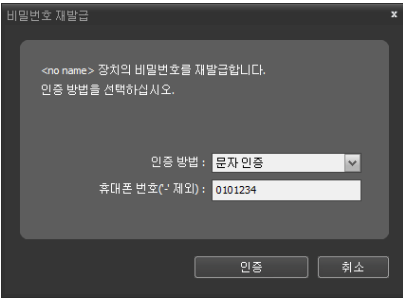 비밀번호 재발급
x
<no name> 장치의 비밀번호를 재발급합니다.
인증 방법을 선택하십시오.
인증 방법 : 문자 인증
휴대폰 번호('-' 제외) : 0101234
인증
취소